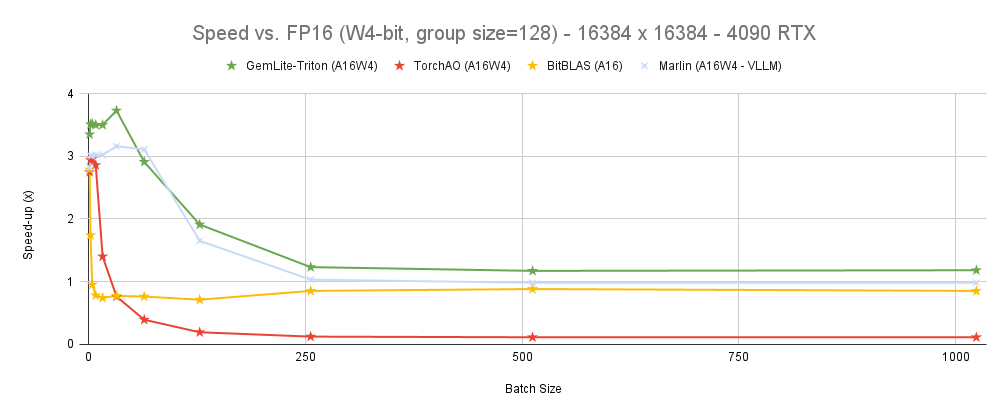 Speed vs. FP16 (W4-bit, group size=128) - 16384 x 16384 - 4090 RTX
GemLite-Triton (A16W4) TorchAO (A16W4) BitBLAS (A16) Marlin (A16W4 - VLLM)
4
3
2
1
0
Speed-up (x)
0 250 500 750 1000
Batch Size